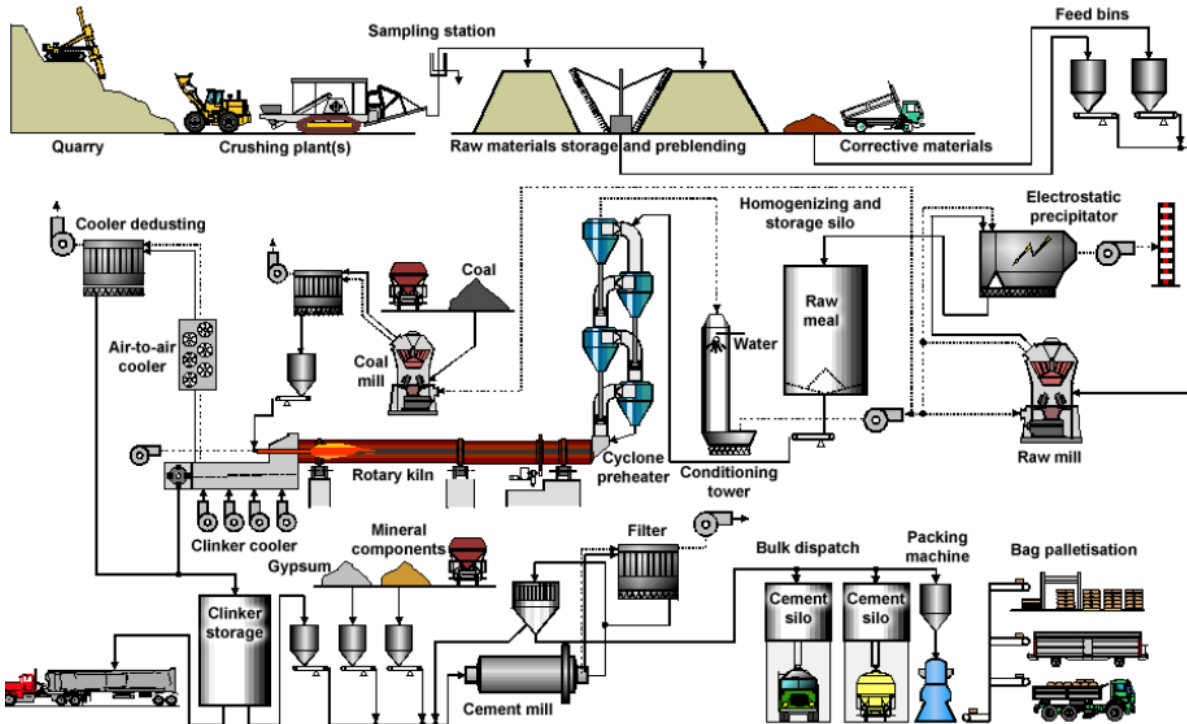 Feed bins
Sampling station
Quarry
Crushing plant(s)
Raw materials storage and preblending
Corrective materials
Cooler dedusting
Homogenizing and
storage silo
Electrostatic
precipitator
Coal
Raw
meal
Water
Air-to-air
cooler
Coal
mill
Rotary kiln
Cyclone
preheater
Conditioning
tower
Raw mill
Clinker cooler
Mineral
components
Gypsum
Filter
Bulk dispatch
Packing
machine
Bag palletisation
Clinker
storage
Cement
silo
Cement
silo
Cement mill